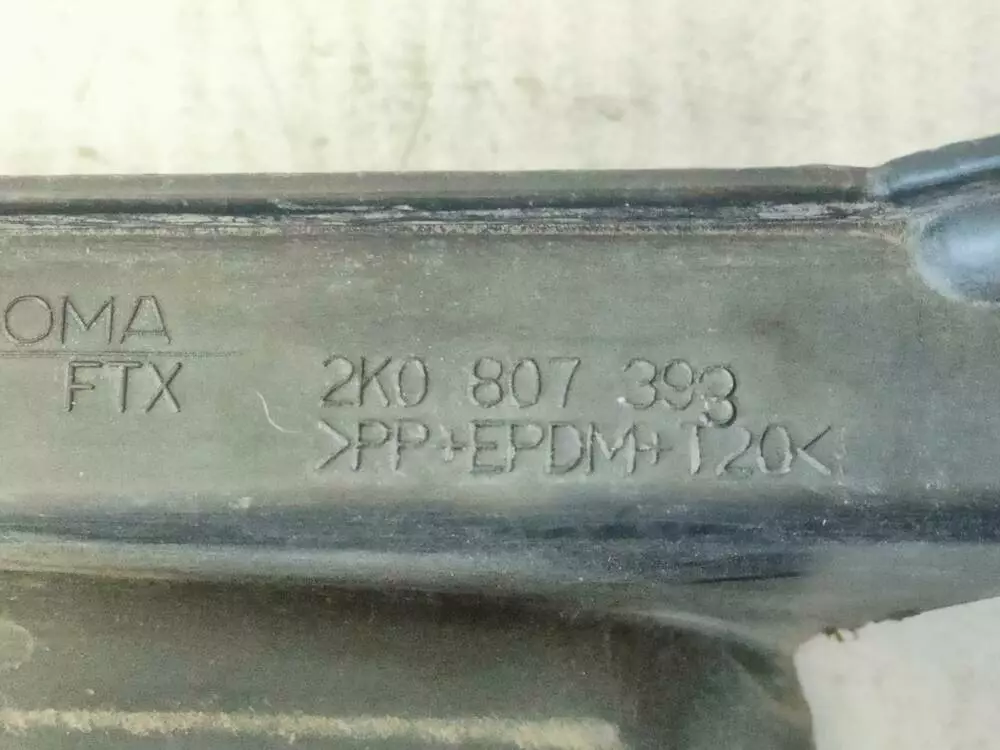 OMA
FTX
2K0 807 393
>PP+EPDM+T20<